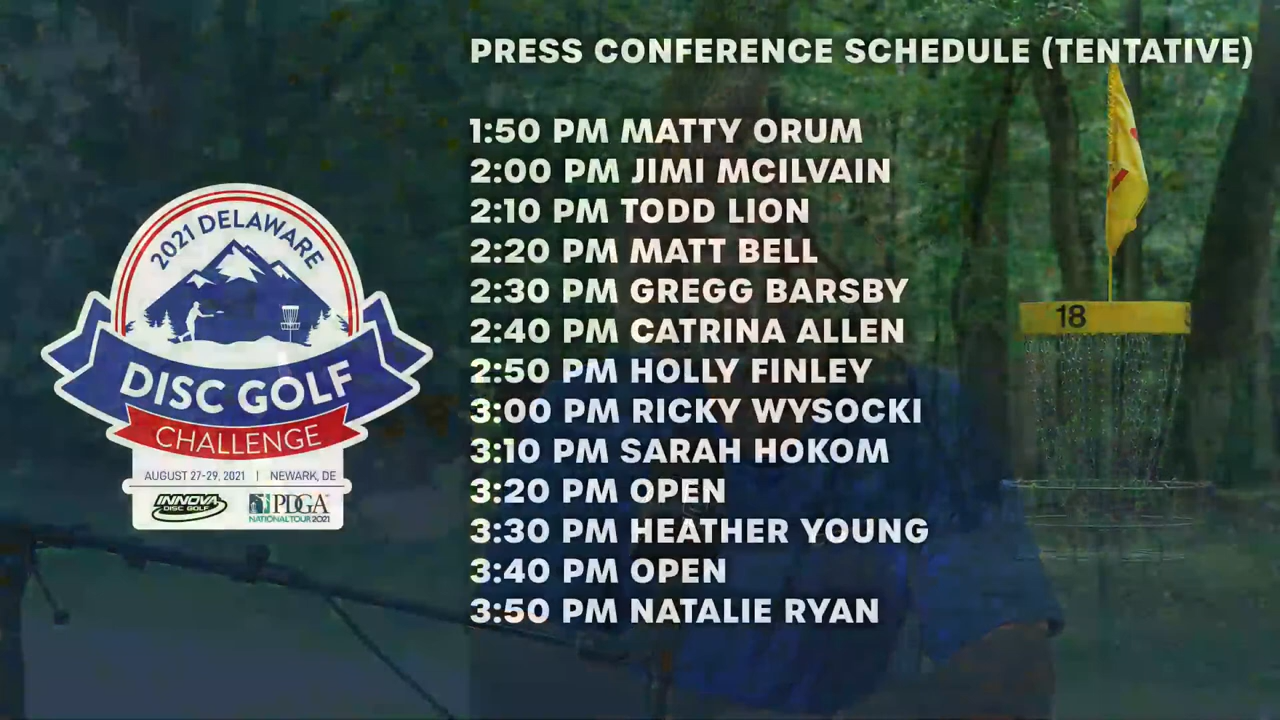 PRESS CONFERENCE SCHEDULE (TENTATIVE)
1:50 PM MATTY ORUM
2:00 PM JIMI MCILVAIN
2:10 PM TODD LION
2:20 PM MATT BELL
2:30 PM GREGG BARSBY
2:40 PM CATRINA ALLEN
2:50 PM HOLLY FINLEY
3:00 PM RICKY WYSOCKI
3:10 PM SARAH HOKOM
3:20 PM OPEN
3:30 PM HEATHER YOUNG
3:40 PM OPEN
3:50 PM NATALIE RYAN
2021 DELAWARE
DISC GOLF
CHALLENGE
AUGUST 27-29, 2021 | NEWARK, DE
INNOVA
DISC GOLF
PDGA
NATIONAL TOUR 2021
18